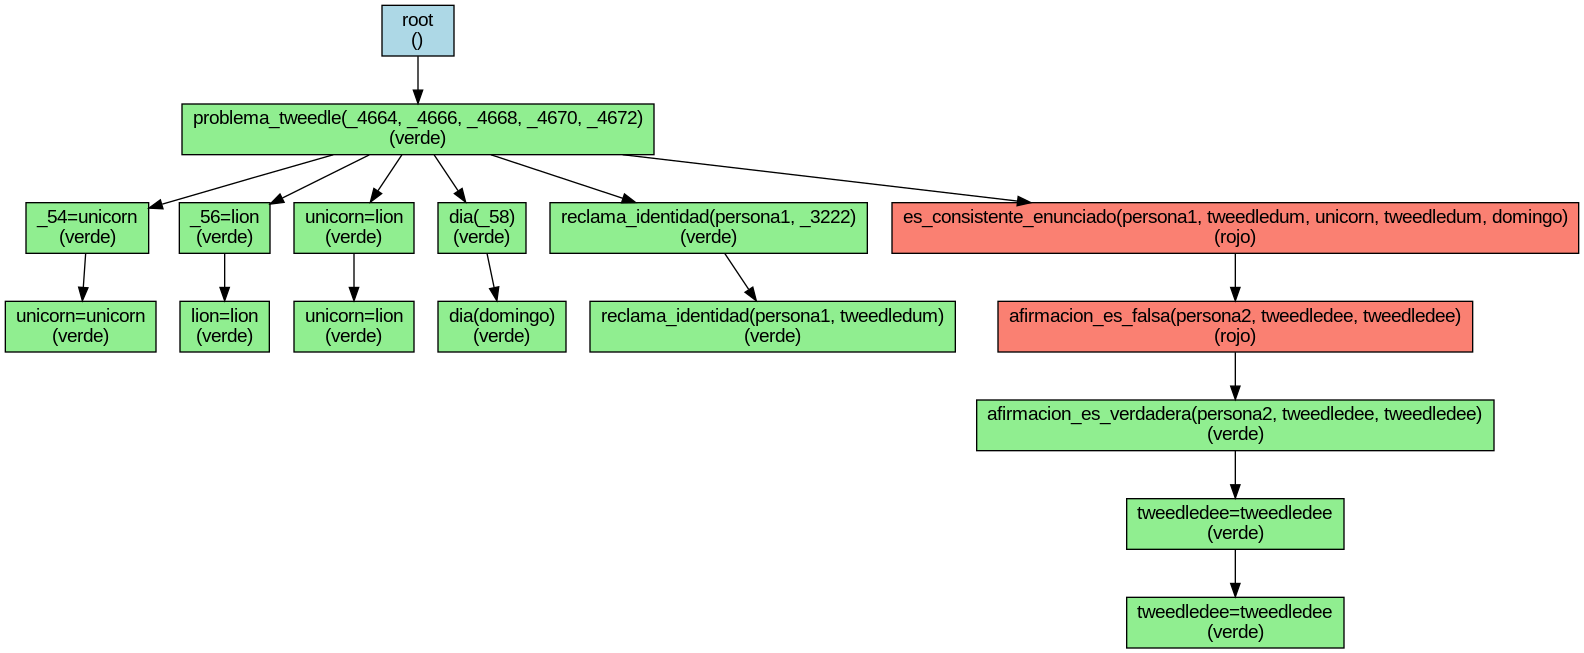 root
()
problema_tweedle(_4664, _4666, _4668, _4670, _4672)
(verde)
_54=unicorn
(verde)
_56=lion
(verde)
unicorn=lion
(verde)
dia(_58)
(verde)
reclama_identidad(persona1, _3222)
(verde)
es_consistente_enunciado(persona1, tweedledum, unicorn, tweedledum, domingo)
(rojo)
unicorn=unicorn
(verde)
lion=lion
(verde)
unicorn=lion
(verde)
dia(domingo)
(verde)
reclama_identidad(persona1, tweedledum)
(verde)
afirmacion_es_falsa(persona2, tweedledee, tweedledee)
(rojo)
afirmacion_es_verdadera(persona2, tweedledee, tweedledee)
(verde)
tweedledee=tweedledee
(verde)
tweedledee=tweedledee
(verde)